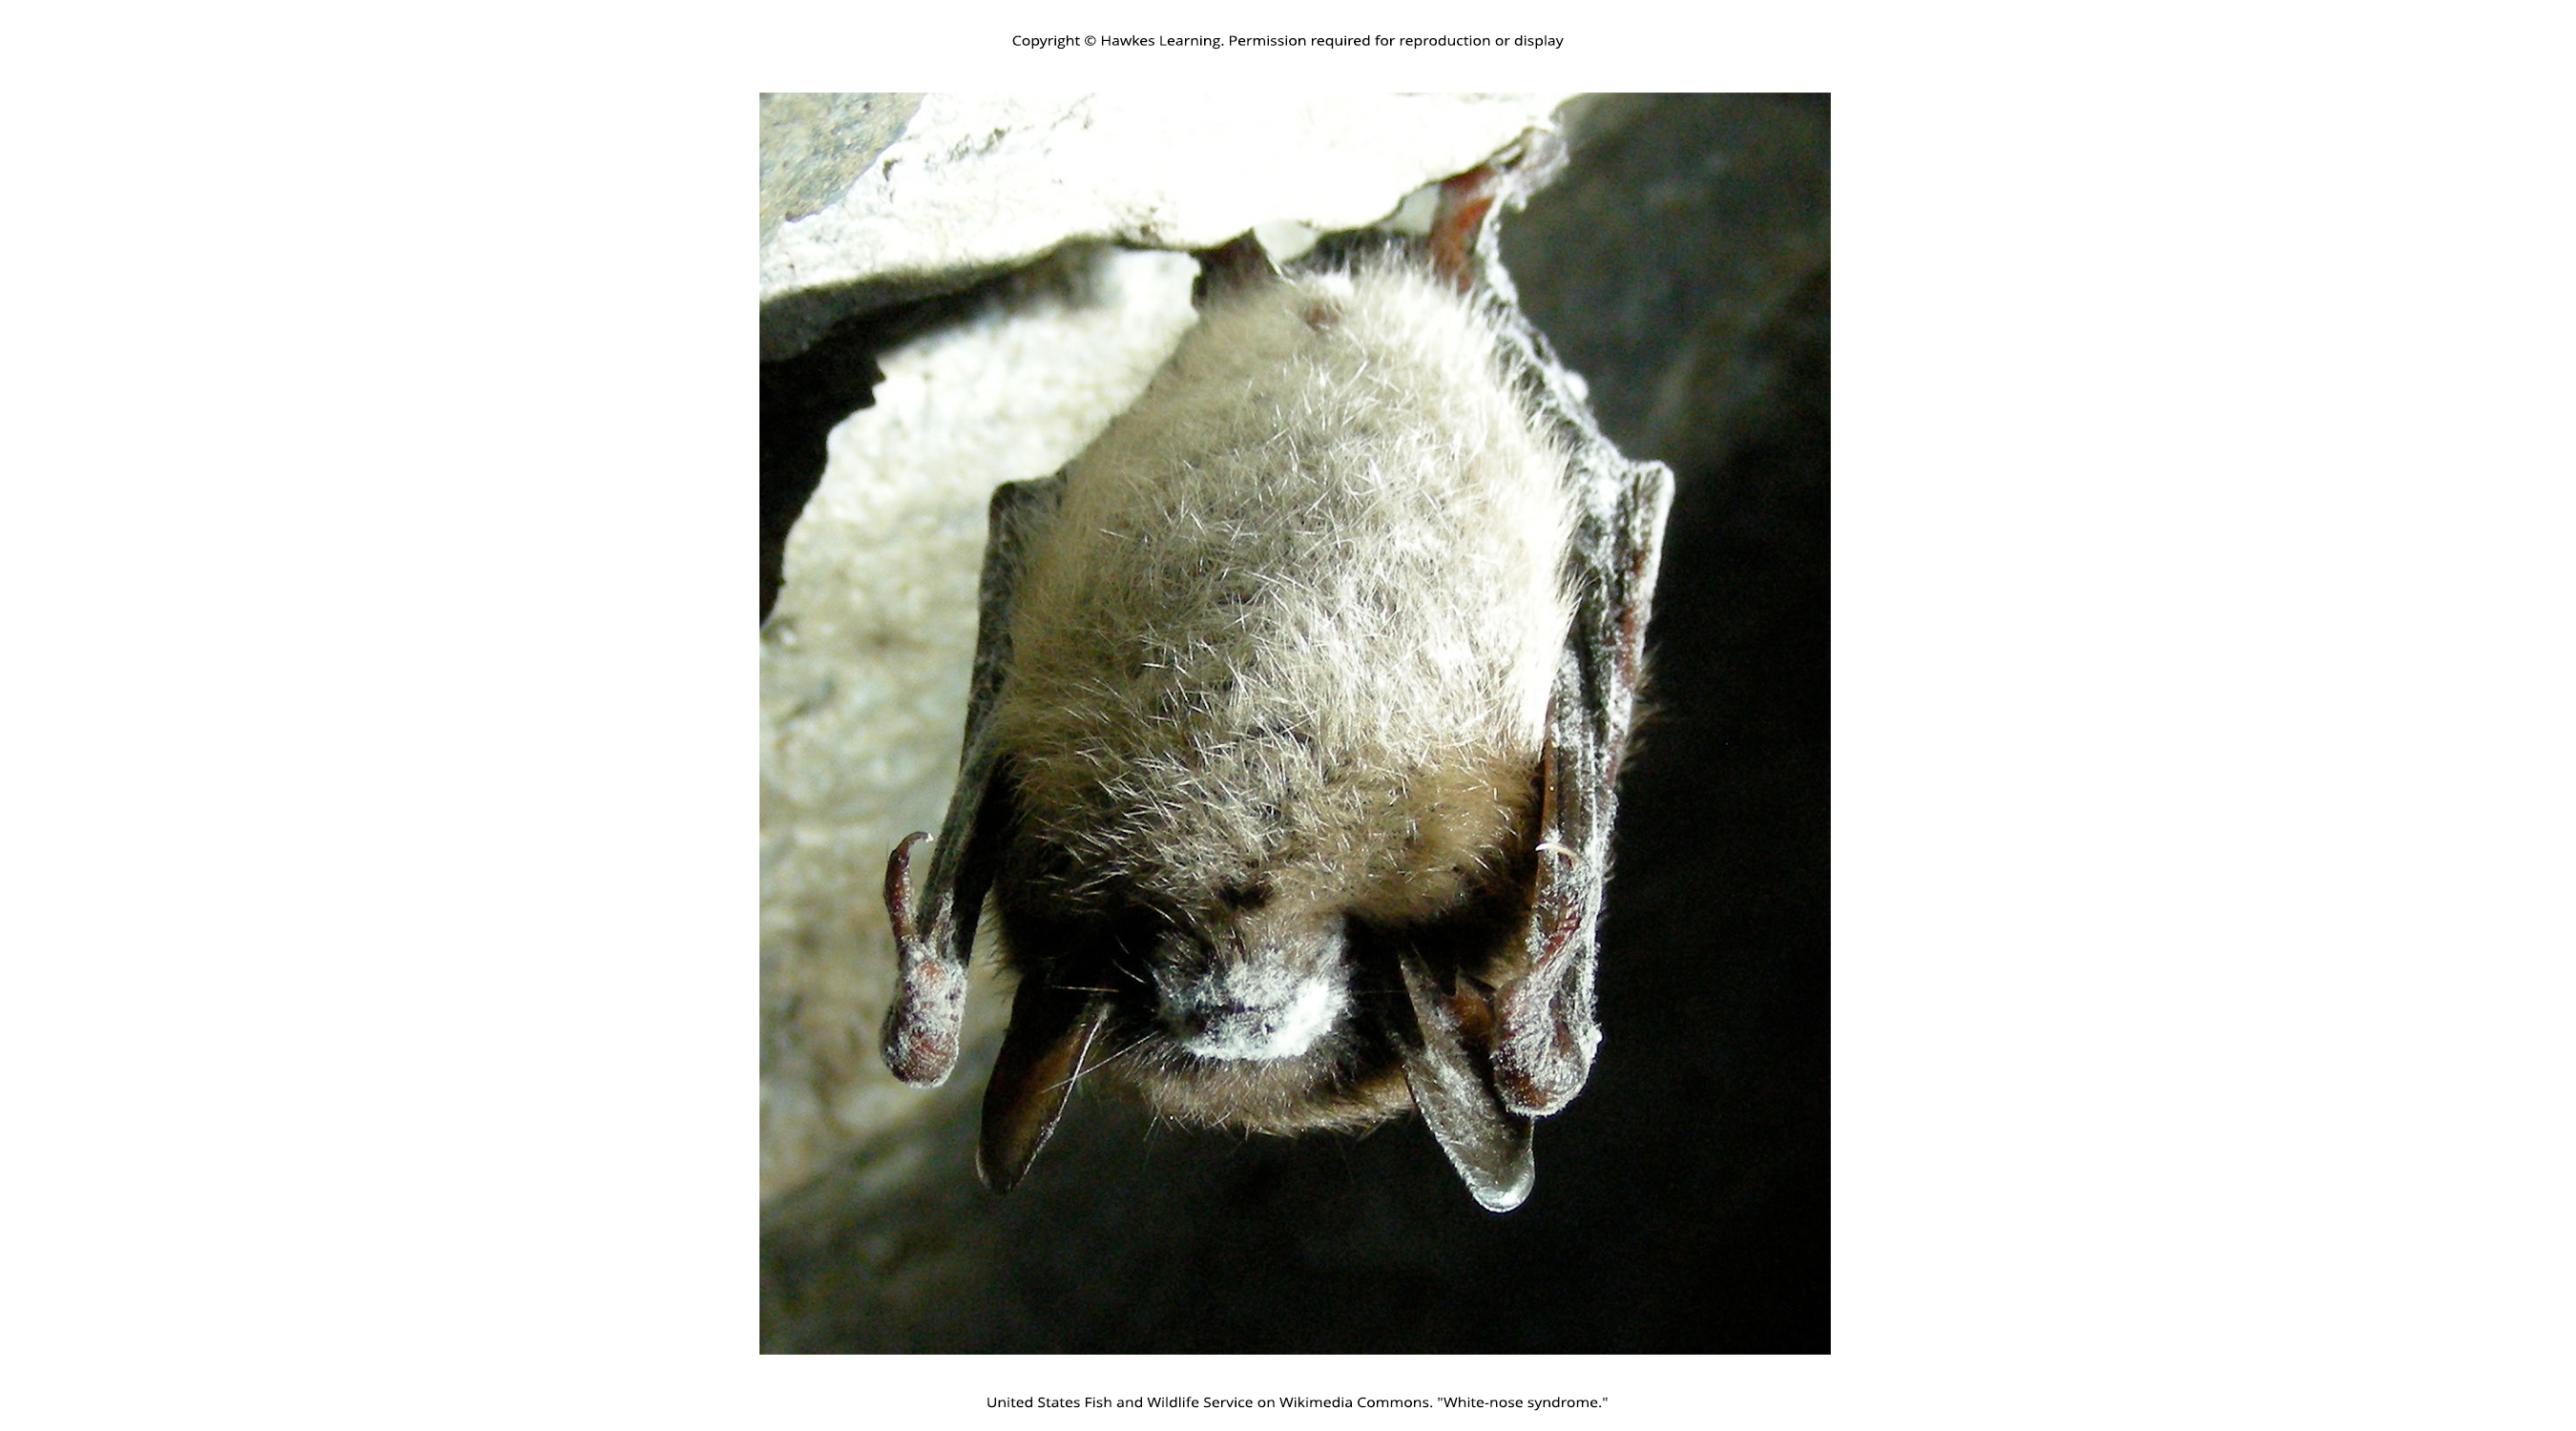 Copyright © Hawkes Learning. Permission required for reproduction or display
United States Fish and Wildlife Service on Wikimedia Commons. "White-nose syndrome."